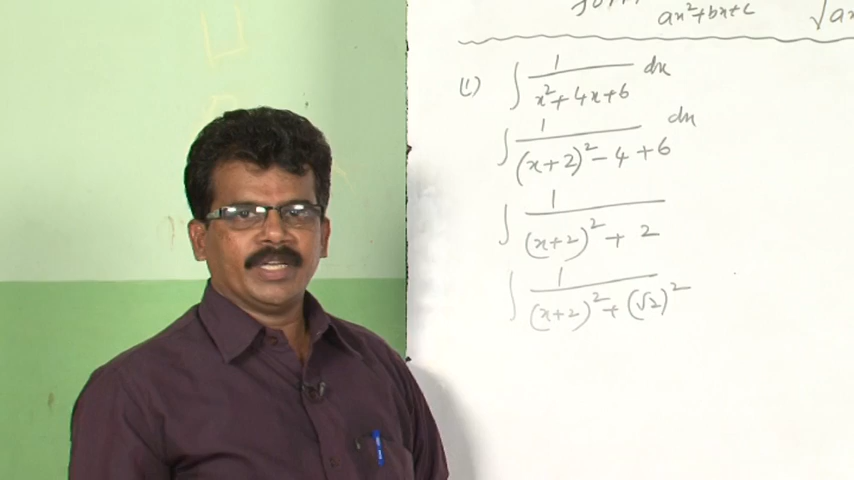 ax²+bx+c
(1) ∫ 1/(x²+4x+6) dx
∫ 1/((x+2)²-4+6) dx
∫ 1/((x+2)²+2)
∫ 1/((x+2)²+(√2)²)